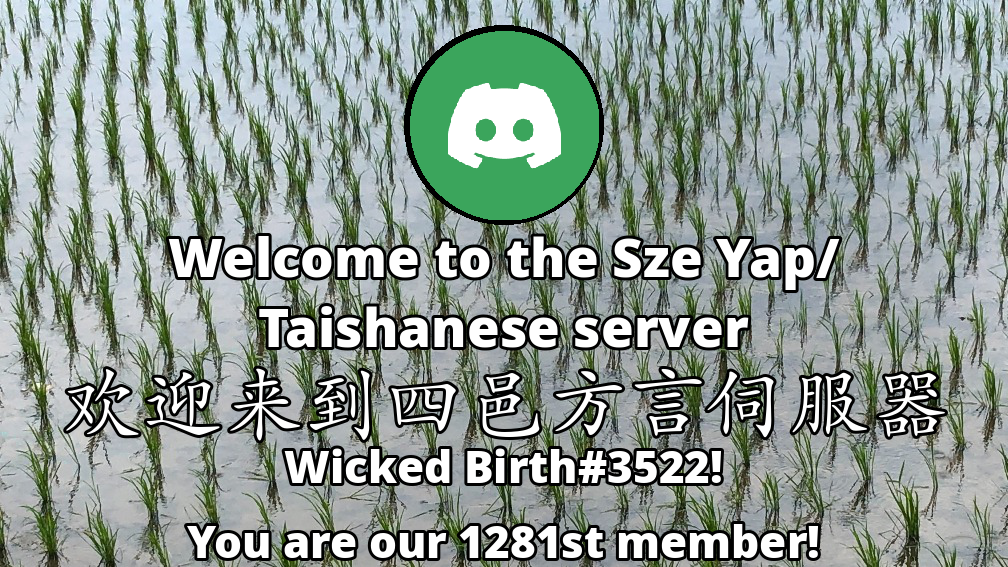 Welcome to the Sze Yap/
Taishanese server
欢迎来到四邑方言伺服器
Wicked Birth#3522!
You are our 1281st member!